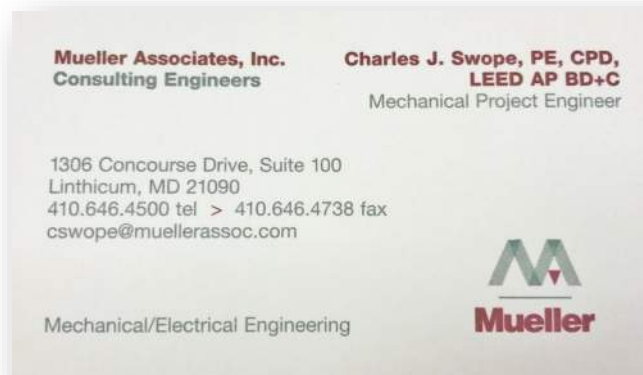 Mueller Associates, Inc.
Consulting Engineers
Charles J. Swope, PE, CPD,
LEED AP BD+C
Mechanical Project Engineer
1306 Concourse Drive, Suite 100
Linthicum, MD 21090
410.646.4500 tel > 410.646.4738 fax
cswope@muellerassoc.com
Mechanical/Electrical Engineering
Mueller